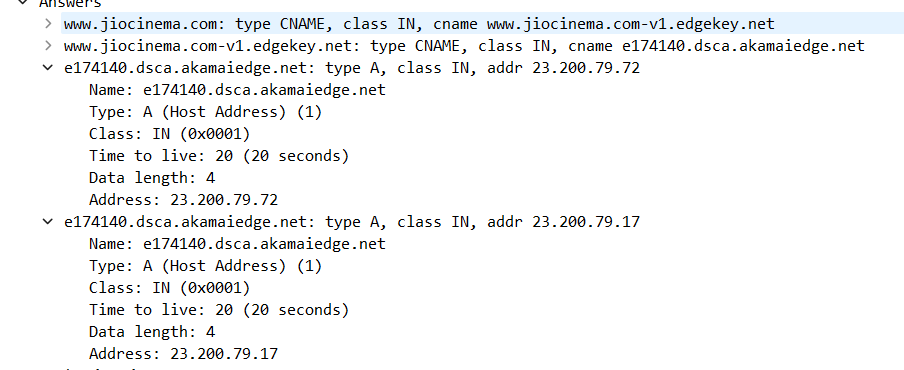 Answers
www.jiocinema.com: type CNAME, class IN, cname www.jiocinema.com-v1.edgekey.net
www.jiocinema.com-v1.edgekey.net: type CNAME, class IN, cname e174140.dsca.akamaiedge.net
e174140.dsca.akamaiedge.net: type A, class IN, addr 23.200.79.72
Name: e174140.dsca.akamaiedge.net
Type: A (Host Address) (1)
Class: IN (0x0001)
Time to live: 20 (20 seconds)
Data length: 4
Address: 23.200.79.72
e174140.dsca.akamaiedge.net: type A, class IN, addr 23.200.79.17
Name: e174140.dsca.akamaiedge.net
Type: A (Host Address) (1)
Class: IN (0x0001)
Time to live: 20 (20 seconds)
Data length: 4
Address: 23.200.79.17